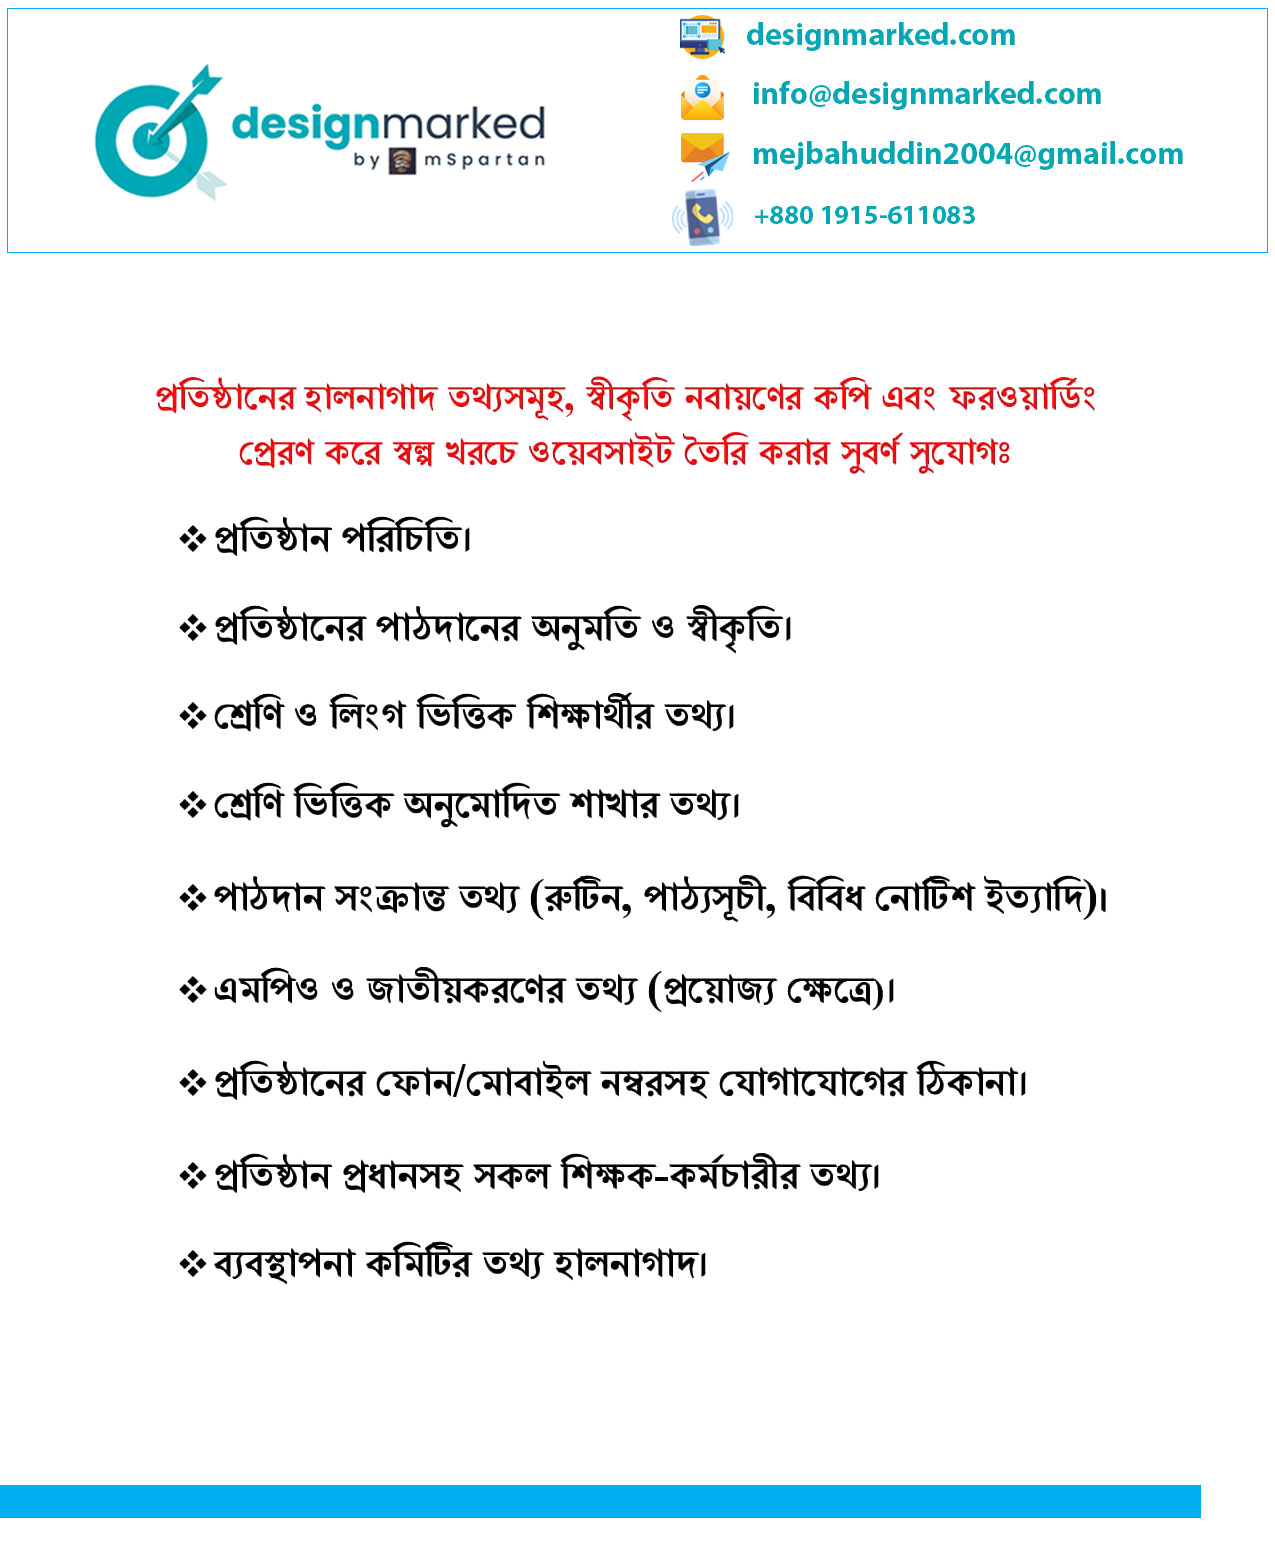 designmarked
by mSpartan
designmarked.com
info@designmarked.com
mejbahuddin2004@gmail.com
+880 1915-611083
প্রতিষ্ঠানের হালনাগাদ তথ্যসমূহ, স্বীকৃতি নবায়ণের কপি এবং ফরওয়ার্ডিং
প্রেরণ করে স্বল্প খরচে ওয়েবসাইট তৈরি করার সুবর্ণ সুযোগঃ
❖ প্রতিষ্ঠান পরিচিতি।
❖ প্রতিষ্ঠানের পাঠদানের অনুমতি ও স্বীকৃতি।
❖ শ্রেণি ও লিংগ ভিত্তিক শিক্ষার্থীর তথ্য।
❖ শ্রেণি ভিত্তিক অনুমোদিত শাখার তথ্য।
❖ পাঠদান সংক্রান্ত তথ্য (রুটিন, পাঠ্যসূচী, বিবিধ নোটিশ ইত্যাদি)।
❖ এমপিও ও জাতীয়করণের তথ্য (প্রয়োজ্য ক্ষেত্রে)।
❖ প্রতিষ্ঠানের ফোন/মোবাইল নম্বরসহ যোগাযোগের ঠিকানা।
❖ প্রতিষ্ঠান প্রধানসহ সকল শিক্ষক-কর্মচারীর তথ্য।
❖ ব্যবস্থাপনা কমিটির তথ্য হালনাগাদ।